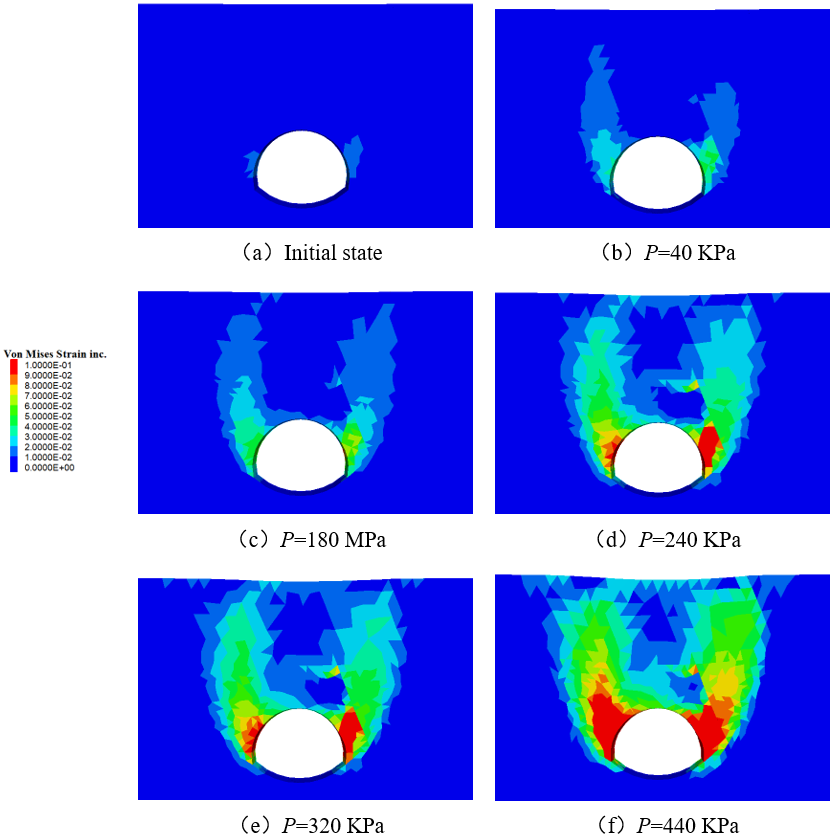 （a）Initial state
（b）P=40 KPa
Von Mises Strain inc.
1.0000E-01
9.0000E-02
8.0000E-02
7.0000E-02
6.0000E-02
5.0000E-02
4.0000E-02
3.0000E-02
2.0000E-02
1.0000E-02
0.0000E+00
（c）P=180 MPa
（d）P=240 KPa
（e）P=320 KPa
（f）P=440 KPa